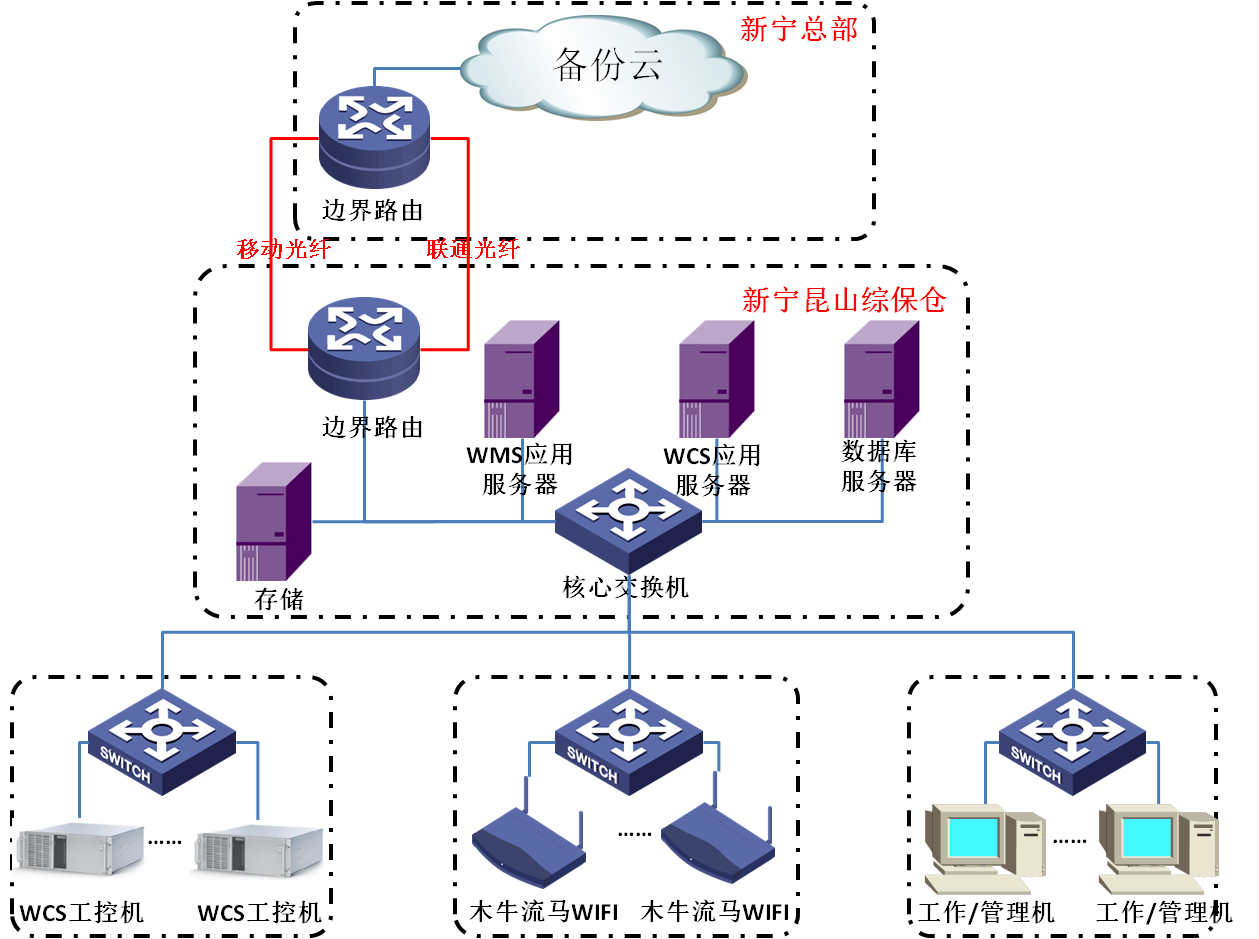 新宁总部
备份云
边界路由
移动光纤
联通光纤
新宁昆山综保仓
边界路由
WMS应用
服务器
WCS应用
服务器
数据库
服务器
存储
核心交换机
SWITCH
SWITCH
SWITCH
......
......
......
WCS工控机
WCS工控机
木牛流马WIFI
木牛流马WIFI
工作/管理机
工作/管理机